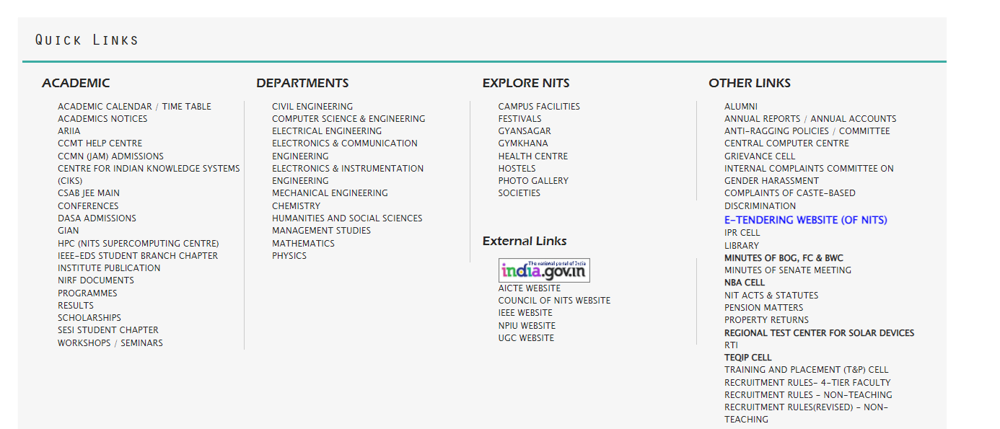 QUICK LINKS
ACADEMIC
ACADEMIC CALENDAR / TIME TABLE
ACADEMICS NOTICES
ARIIA
CCMT HELP CENTRE
CCMN (JAM) ADMISSIONS
CENTRE FOR INDIAN KNOWLEDGE SYSTEMS
(CIKS)
CSAB JEE MAIN
CONFERENCES
DASA ADMISSIONS
GIAN
HPC (NITS SUPERCOMPUTING CENTRE)
IEEE-EDS STUDENT BRANCH CHAPTER
INSTITUTE PUBLICATION
NIRF DOCUMENTS
PROGRAMMES
RESULTS
SCHOLARSHIPS
SESI STUDENT CHAPTER
WORKSHOPS / SEMINARS
DEPARTMENTS
CIVIL ENGINEERING
COMPUTER SCIENCE & ENGINEERING
ELECTRICAL ENGINEERING
ELECTRONICS & COMMUNICATION
ENGINEERING
ELECTRONICS & INSTRUMENTATION
ENGINEERING
MECHANICAL ENGINEERING
CHEMISTRY
HUMANITIES AND SOCIAL SCIENCES
MANAGEMENT STUDIES
MATHEMATICS
PHYSICS
EXPLORE NITS
CAMPUS FACILITIES
FESTIVALS
GYANSAGAR
GYMKHANA
HEALTH CENTRE
HOSTELS
PHOTO GALLERY
SOCIETIES
External Links
The national portal of India
india.gov.in
AICTE WEBSITE
COUNCIL OF NITS WEBSITE
IEEE WEBSITE
NPIU WEBSITE
UGC WEBSITE
OTHER LINKS
ALUMNI
ANNUAL REPORTS / ANNUAL ACCOUNTS
ANTI-RAGGING POLICIES / COMMITTEE
CENTRAL COMPUTER CENTRE
GRIEVANCE CELL
INTERNAL COMPLAINTS COMMITTEE ON
GENDER HARASSMENT
COMPLAINTS OF CASTE-BASED
DISCRIMINATION
E-TENDERING WEBSITE (OF NITS)
IPR CELL
LIBRARY
MINUTES OF BOG, FC & BWC
MINUTES OF SENATE MEETING
NBA CELL
NIT ACTS & STATUTES
PENSION MATTERS
PROPERTY RETURNS
REGIONAL TEST CENTER FOR SOLAR DEVICES
RTI
TEQIP CELL
TRAINING AND PLACEMENT (T&P) CELL
RECRUITMENT RULES- 4-TIER FACULTY
RECRUITMENT RULES - NON-TEACHING
RECRUITMENT RULES(REVISED) - NON-
TEACHING